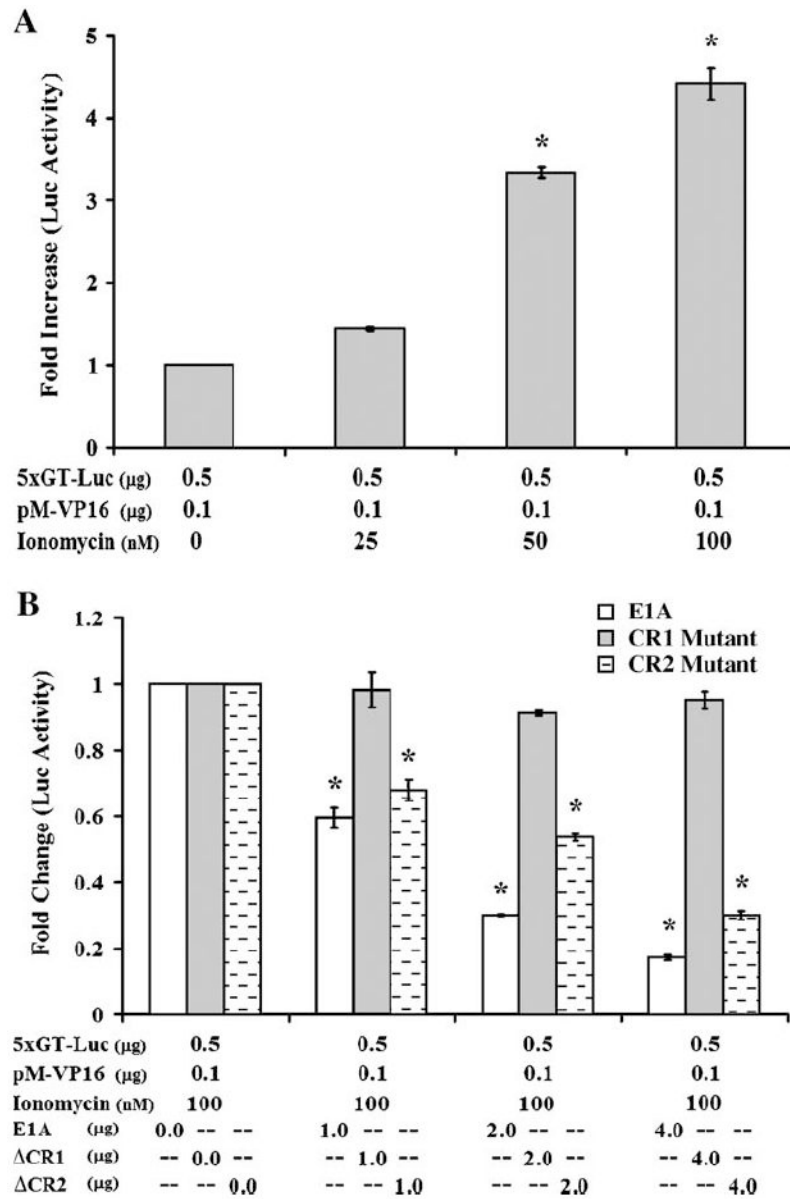 A
Fold Increase (Luc Activity)
5
4
3
2
1
0
*
*
5xGT-Luc (µg) 0.5 0.5 0.5 0.5
pM-VP16 (µg) 0.1 0.1 0.1 0.1
Ionomycin (nM) 0 25 50 100
B
Fold Change (Luc Activity)
1.2
1
0.8
0.6
0.4
0.2
0
E1A
CR1 Mutant
CR2 Mutant
* *
* *
* *
5xGT-Luc (µg) 0.5 0.5 0.5 0.5
pM-VP16 (µg) 0.1 0.1 0.1 0.1
Ionomycin (nM) 100 100 100 100
E1A (µg) 0.0 -- -- 1.0 -- -- 2.0 -- -- 4.0 -- --
ΔCR1 (µg) -- 0.0 -- -- 1.0 -- -- 2.0 -- -- 4.0 --
ΔCR2 (µg) -- -- 0.0 -- -- 1.0 -- -- 2.0 -- -- 4.0